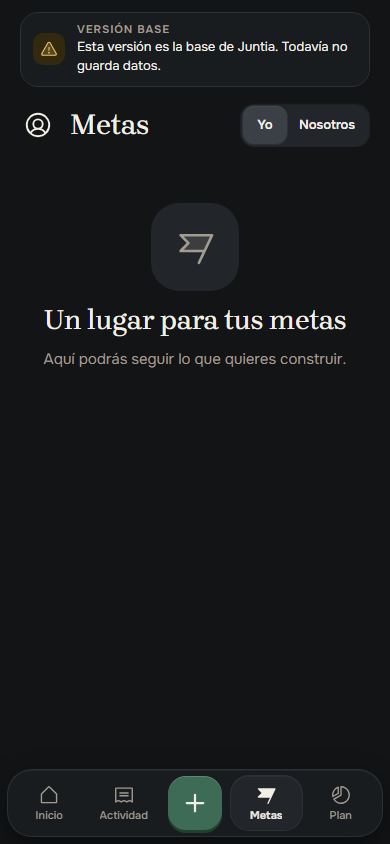 VERSIÓN BASE
Esta versión es la base de Juntia. Todavía no
guarda datos.
Metas
Yo
Nosotros
Un lugar para tus metas
Aquí podrás seguir lo que quieres construir.
Inicio
Actividad
Metas
Plan